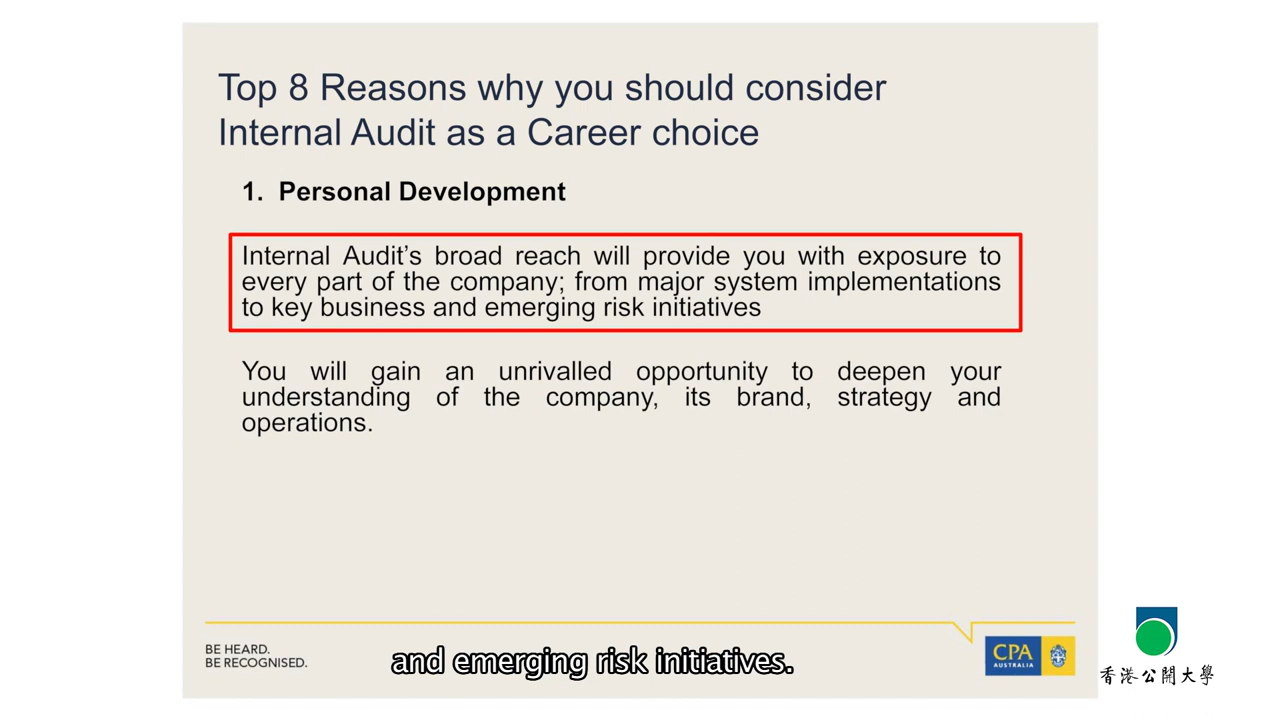 Top 8 Reasons why you should consider
Internal Audit as a Career choice
1. Personal Development
Internal Audit’s broad reach will provide you with exposure to
every part of the company; from major system implementations
to key business and emerging risk initiatives
You will gain an unrivalled opportunity to deepen your
understanding of the company, its brand, strategy and
operations.
BE HEARD.
BE RECOGNISED.
and emerging risk initiatives.
CPA
AUSTRALIA
香港公開大學